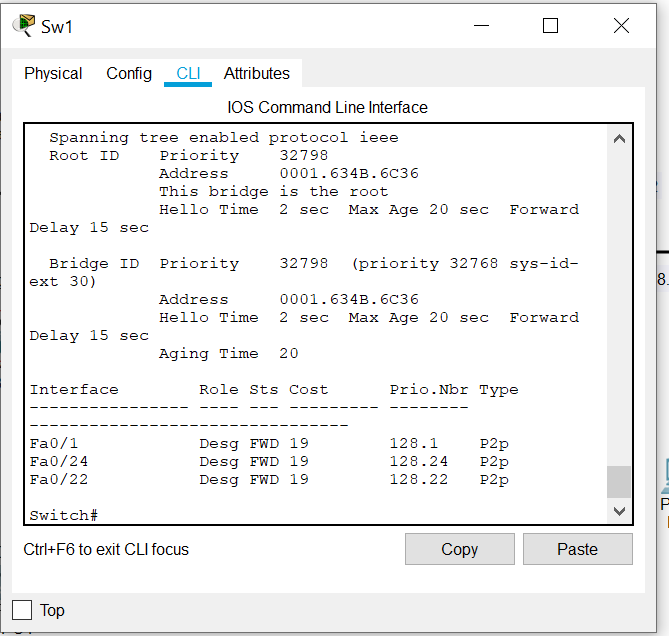 Sw1
Physical Config CLI Attributes
IOS Command Line Interface
Spanning tree enabled protocol ieee
Root ID Priority 32798
Address 0001.634B.6C36
This bridge is the root
Hello Time 2 sec Max Age 20 sec Forward
Delay 15 sec
Bridge ID Priority 32798 (priority 32768 sys-id-
ext 30)
Address 0001.634B.6C36
Hello Time 2 sec Max Age 20 sec Forward
Delay 15 sec
Aging Time 20
Interface Role Sts Cost Prio.Nbr Type
---------------- ---- --- --------- --------
--------------------------------
Fa0/1 Desg FWD 19 128.1 P2p
Fa0/24 Desg FWD 19 128.24 P2p
Fa0/22 Desg FWD 19 128.22 P2p
Switch#
Ctrl+F6 to exit CLI focus
Copy Paste
Top
8.
P